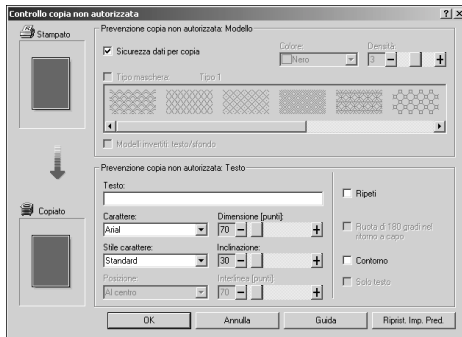 Controllo copia non autorizzata
Stampato
Prevenzione copia non autorizzata: Modello
Sicurezza dati per copia
Colore:
Densità:
Nero
3
Tipo maschera:
Tipo 1
Modelli invertiti: testo/sfondo
Copiato
Prevenzione copia non autorizzata: Testo
Testo:
Carattere:
Dimensione [punti]:
Arial
70
Stile carattere:
Inclinazione:
Standard
30
Posizione:
Interlinea [punti]:
Al centro
70
Ripeti
Ruota di 180 gradi nel
ritorno a capo
Contorno
Solo testo
OK
Annulla
Guida
Riprist. Imp. Pred.